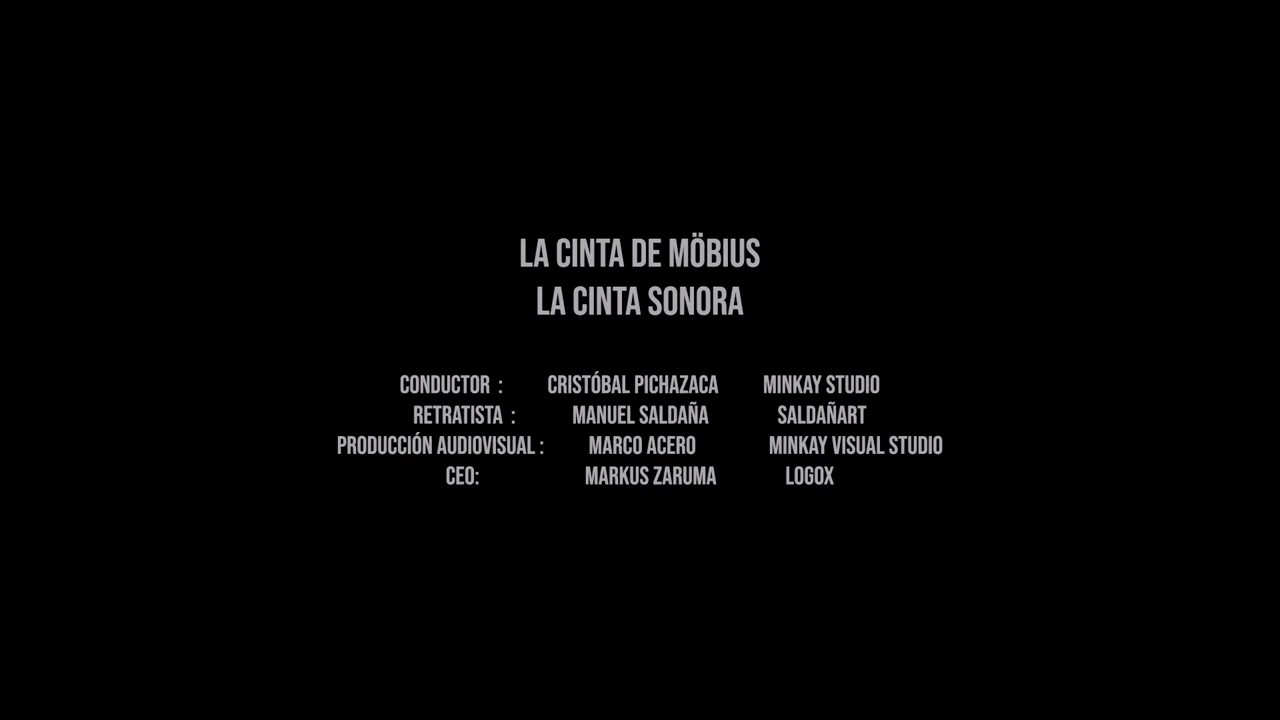 LA CINTA DE MÖBIUS
LA CINTA SONORA
CONDUCTOR : CRISTÓBAL PICHAZACA MINKAY STUDIO
RETRATISTA : MANUEL SALDAÑA SALDAÑART
PRODUCCIÓN AUDIOVISUAL : MARCO ACERO MINKAY VISUAL STUDIO
CEO: MARKUS ZARUMA LOGOX